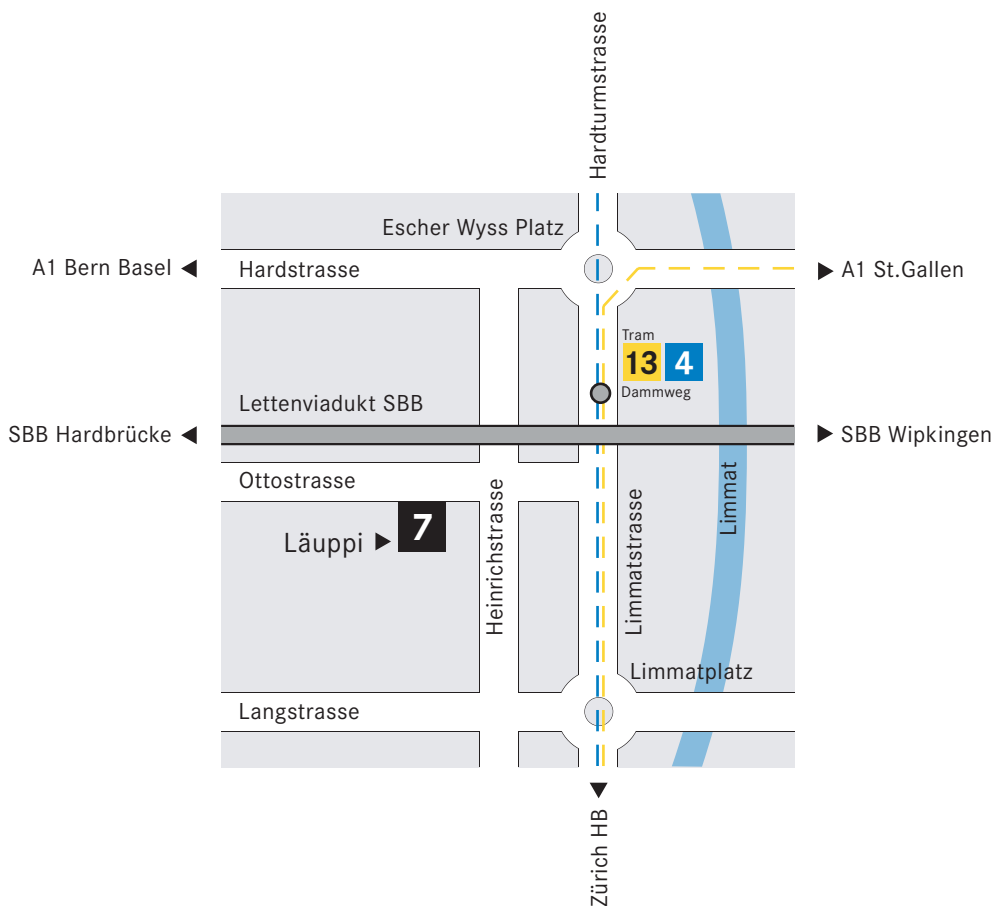 Hardturmstrasse
Escher Wyss Platz
A1 Bern Basel
Hardstrasse
A1 St.Gallen
Tram
13 4
Dammweg
Lettenviadukt SBB
SBB Hardbrücke
SBB Wipkingen
Ottostrasse
Läuppi
7
Heinrichstrasse
Limmatstrasse
Limmat
Limmatplatz
Langstrasse
Zürich HB